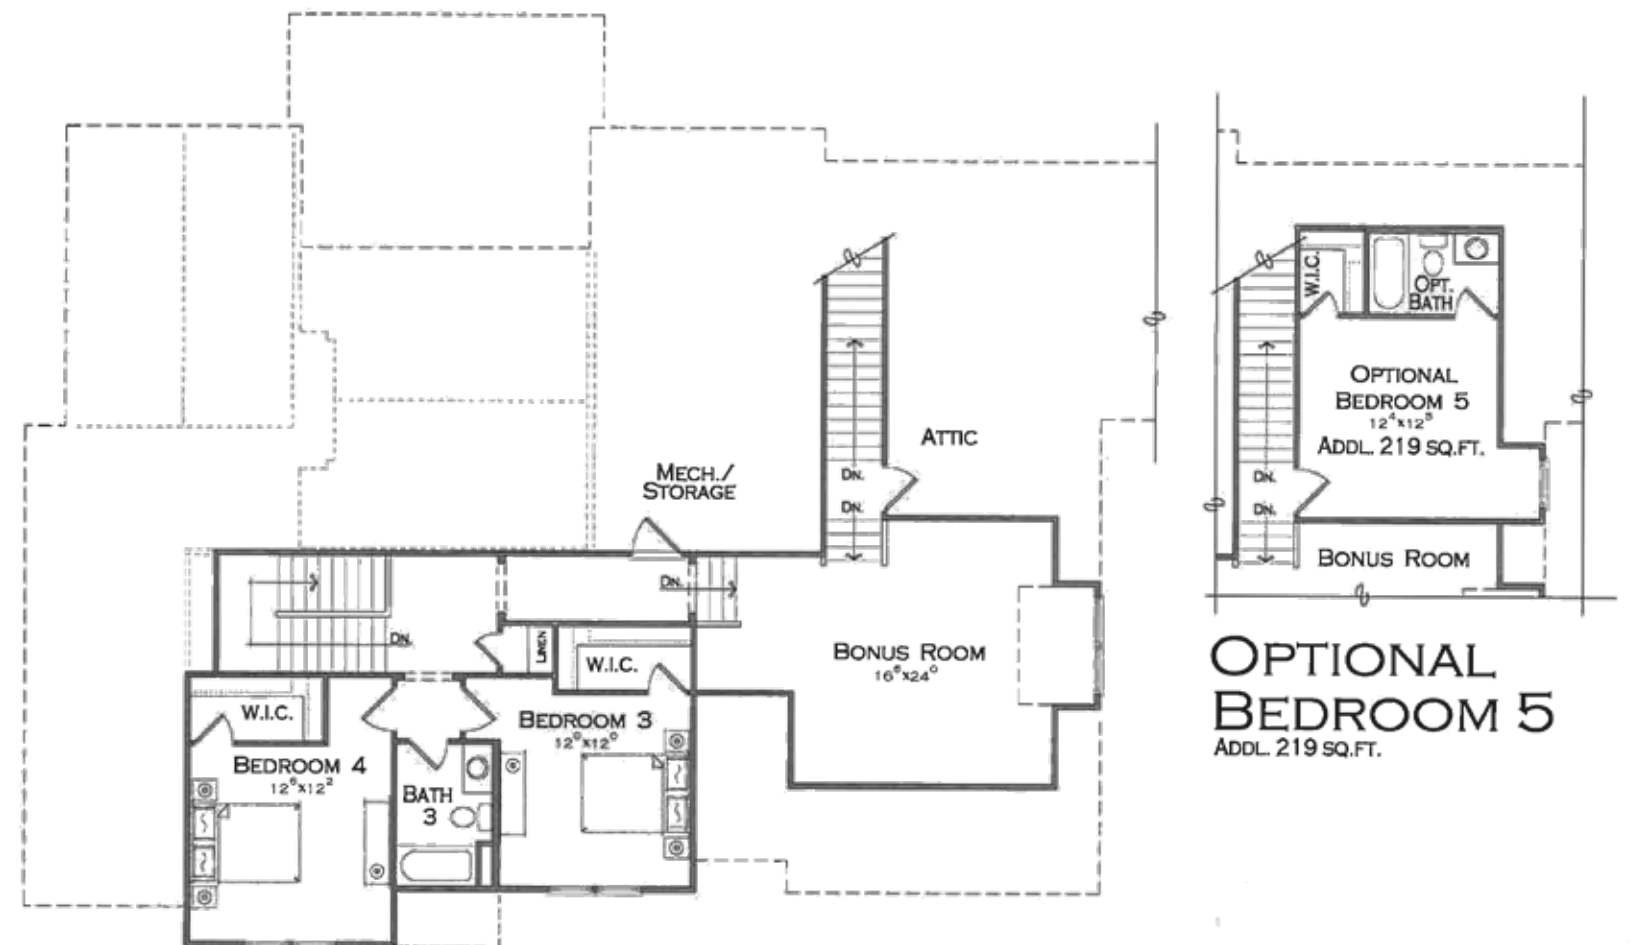 ATTIC
MECH./
STORAGE
DN.
DN.
DN.
DN.
LINEN
W.I.C.
BONUS ROOM
16⁶x24⁰
W.I.C.
BEDROOM 3
12⁰x12⁰
BEDROOM 4
12⁶x12²
BATH
3
W.I.C.
OPT.
BATH
OPTIONAL
BEDROOM 5
12⁴x12⁵
ADDL. 219 SQ.FT.
DN.
DN.
BONUS ROOM
OPTIONAL
BEDROOM 5
ADDL. 219 SQ.FT.